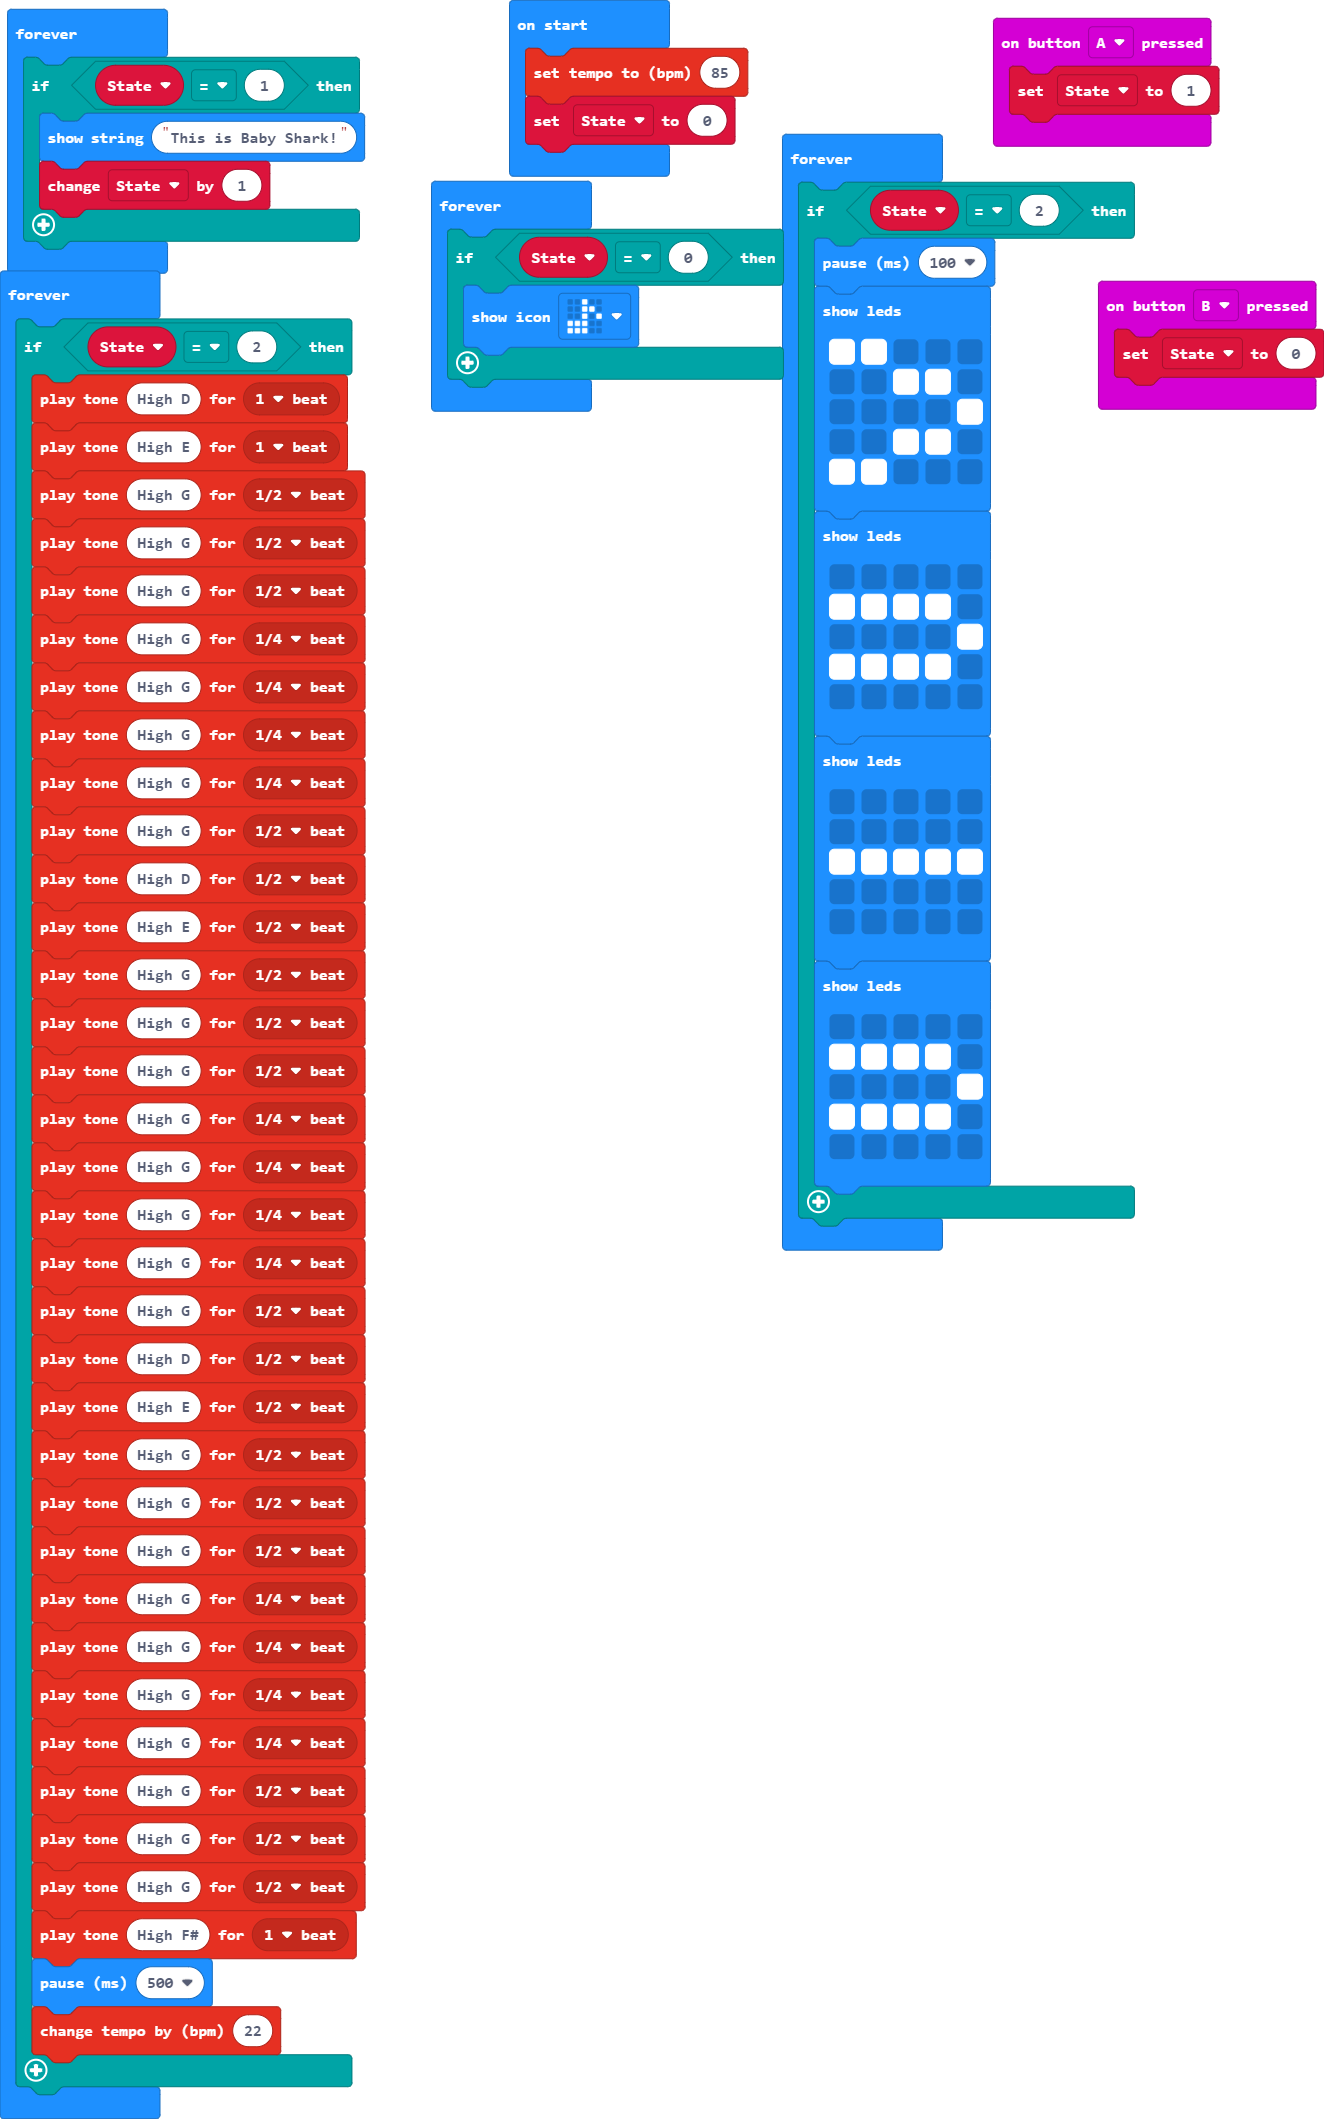 forever
if State = 1 then
show string "This is Baby Shark!"
change State by 1
forever
if State = 2 then
play tone High D for 1 beat
play tone High E for 1 beat
play tone High G for 1/2 beat
play tone High G for 1/2 beat
play tone High G for 1/2 beat
play tone High G for 1/4 beat
play tone High G for 1/4 beat
play tone High G for 1/4 beat
play tone High G for 1/4 beat
play tone High G for 1/2 beat
play tone High D for 1/2 beat
play tone High E for 1/2 beat
play tone High G for 1/2 beat
play tone High G for 1/2 beat
play tone High G for 1/2 beat
play tone High G for 1/4 beat
play tone High G for 1/4 beat
play tone High G for 1/4 beat
play tone High G for 1/4 beat
play tone High G for 1/2 beat
play tone High D for 1/2 beat
play tone High E for 1/2 beat
play tone High G for 1/2 beat
play tone High G for 1/2 beat
play tone High G for 1/2 beat
play tone High G for 1/4 beat
play tone High G for 1/4 beat
play tone High G for 1/4 beat
play tone High G for 1/4 beat
play tone High G for 1/2 beat
play tone High G for 1/2 beat
play tone High G for 1/2 beat
play tone High F# for 1 beat
pause (ms) 500
change tempo by (bpm) 22
on start
set tempo to (bpm) 85
set State to 0
forever
if State = 0 then
show icon
forever
if State = 2 then
pause (ms) 100
show leds
show leds
show leds
show leds
on button A pressed
set State to 1
on button B pressed
set State to 0